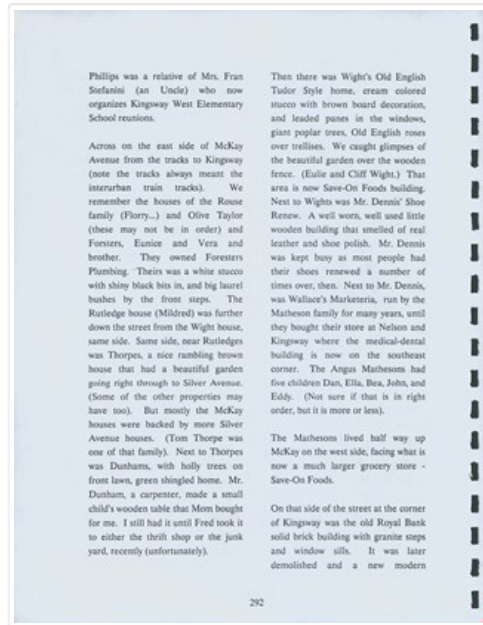 Phillips was a relative of Mrs. Fran
Stefanini (an Uncle) who now
organizes Kingsway West Elementary
School reunions.
Across on the east side of McKay
Avenue from the tracks to Kingsway
(note the tracks always meant the
interurban train tracks). We
remember the houses of the Rouse
family (Florry...) and Olive Taylor
(these may not be in order) and
Forsters, Eunice and Vera and
brother. They owned Foresters
Plumbing. Theirs was a white stucco
with shiny black bits in, and big laurel
bushes by the front steps. The
Rutledge house (Mildred) was further
down the street from the Wight house,
same side. Same side, near Rutledges
was Thorpes, a nice rambling brown
house that had a beautiful garden
going right through to Silver Avenue.
(Some of the other properties may
have too). But mostly the McKay
houses were backed by more Silver
Avenue houses. (Tom Thorpe was
one of that family). Next to Thorpes
was Dunhams, with holly trees on
front lawn, green shingled home. Mr.
Dunham, a carpenter, made a small
child's wooden table that Mom bought
for me. I still had it until Fred took it
to either the thrift shop or the junk
yard, recently (unfortunately).
Then there was Wight's Old English
Tudor Style home, cream colored
stucco with brown board decoration,
and leaded panes in the windows,
giant poplar trees, Old English roses
over trellises. We caught glimpses of
the beautiful garden over the wooden
fence. (Eulie and Cliff Wight.) That
area is now Save-On Foods building.
Next to Wights was Mr. Dennis' Shoe
Renew. A well worn, well used little
wooden building that smelled of real
leather and shoe polish. Mr. Dennis
was kept busy as most people had
their shoes renewed a number of
times over, then. Next to Mr. Dennis,
was Wallace's Marketeria, run by the
Matheson family for many years, until
they bought their store at Nelson and
Kingsway where the medical-dental
building is now on the southeast
corner. The Angus Mathesons had
five children Dan, Ella, Bea, John, and
Eddy. (Not sure if that is in right
order, but it is more or less).
The Mathesons lived half way up
McKay on the west side, facing what is
now a much larger grocery store -
Save-On Foods.
On that side of the street at the corner
of Kingsway was the old Royal Bank
solid brick building with granite steps
and window sills. It was later
demolished and a new modern
292